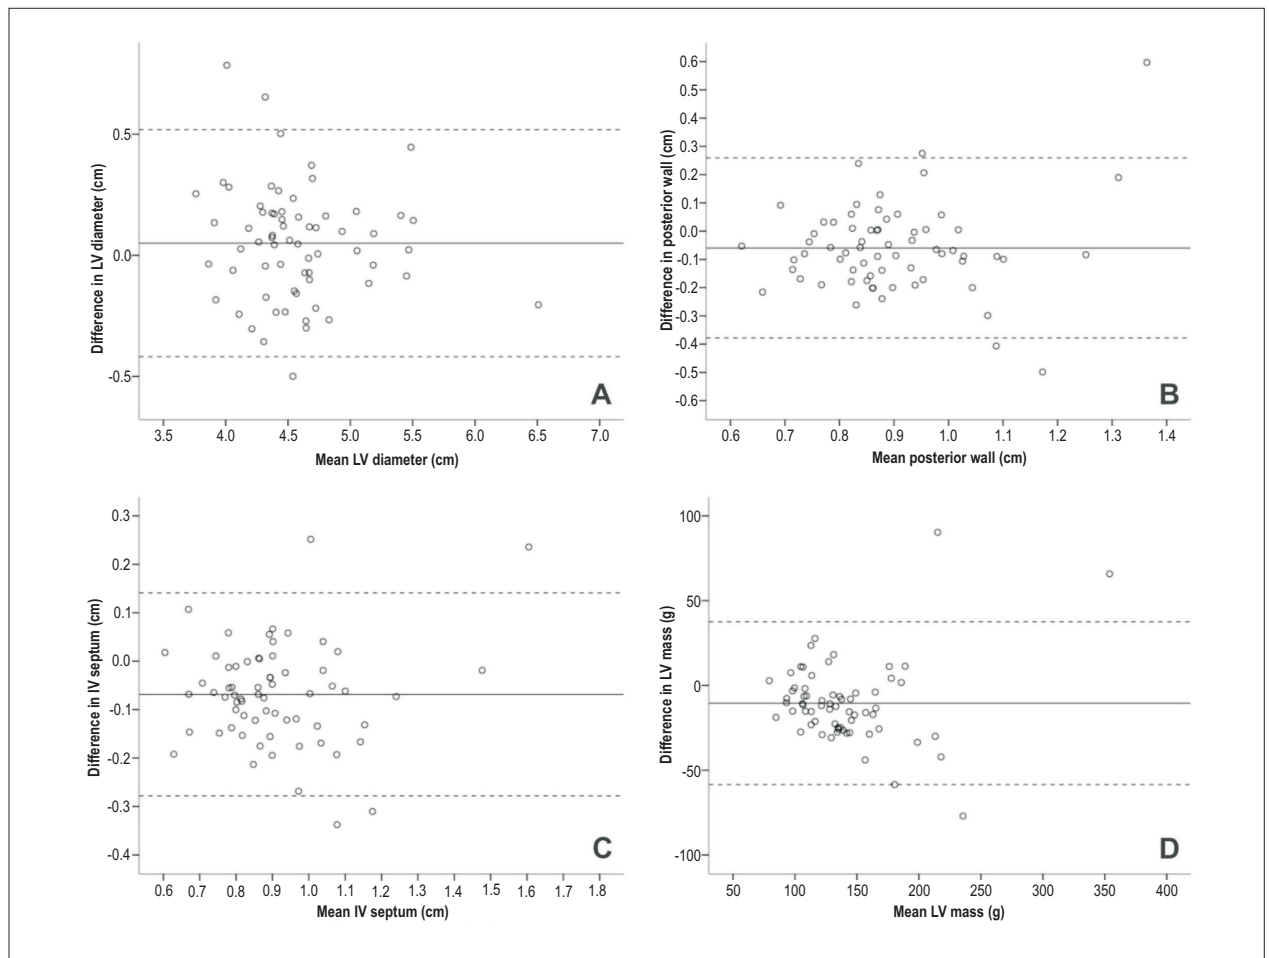 0.5
0.0
-0.5
Difference in LV diameter (cm)
3.5 4.0 4.5 5.0 5.5 6.0 6.5 7.0
Mean LV diameter (cm)
A
0.6
0.5
0.4
0.3
0.2
0.1
0.0
-0.1
-0.2
-0.3
-0.4
-0.5
-0.6
Difference in posterior wall (cm)
0.6 0.7 0.8 0.9 1.0 1.1 1.2 1.3 1.4
Mean posterior wall (cm)
B
0.3
0.2
0.1
0.0
-0.1
-0.2
-0.3
-0.4
Difference in IV septum (cm)
0.6 0.7 0.8 0.9 1.0 1.1 1.2 1.3 1.4 1.5 1.6 1.7 1.8
Mean IV septum (cm)
C
100
50
0
-50
-100
Difference in LV mass (g)
50 100 150 200 250 300 350 400
Mean LV mass (g)
D